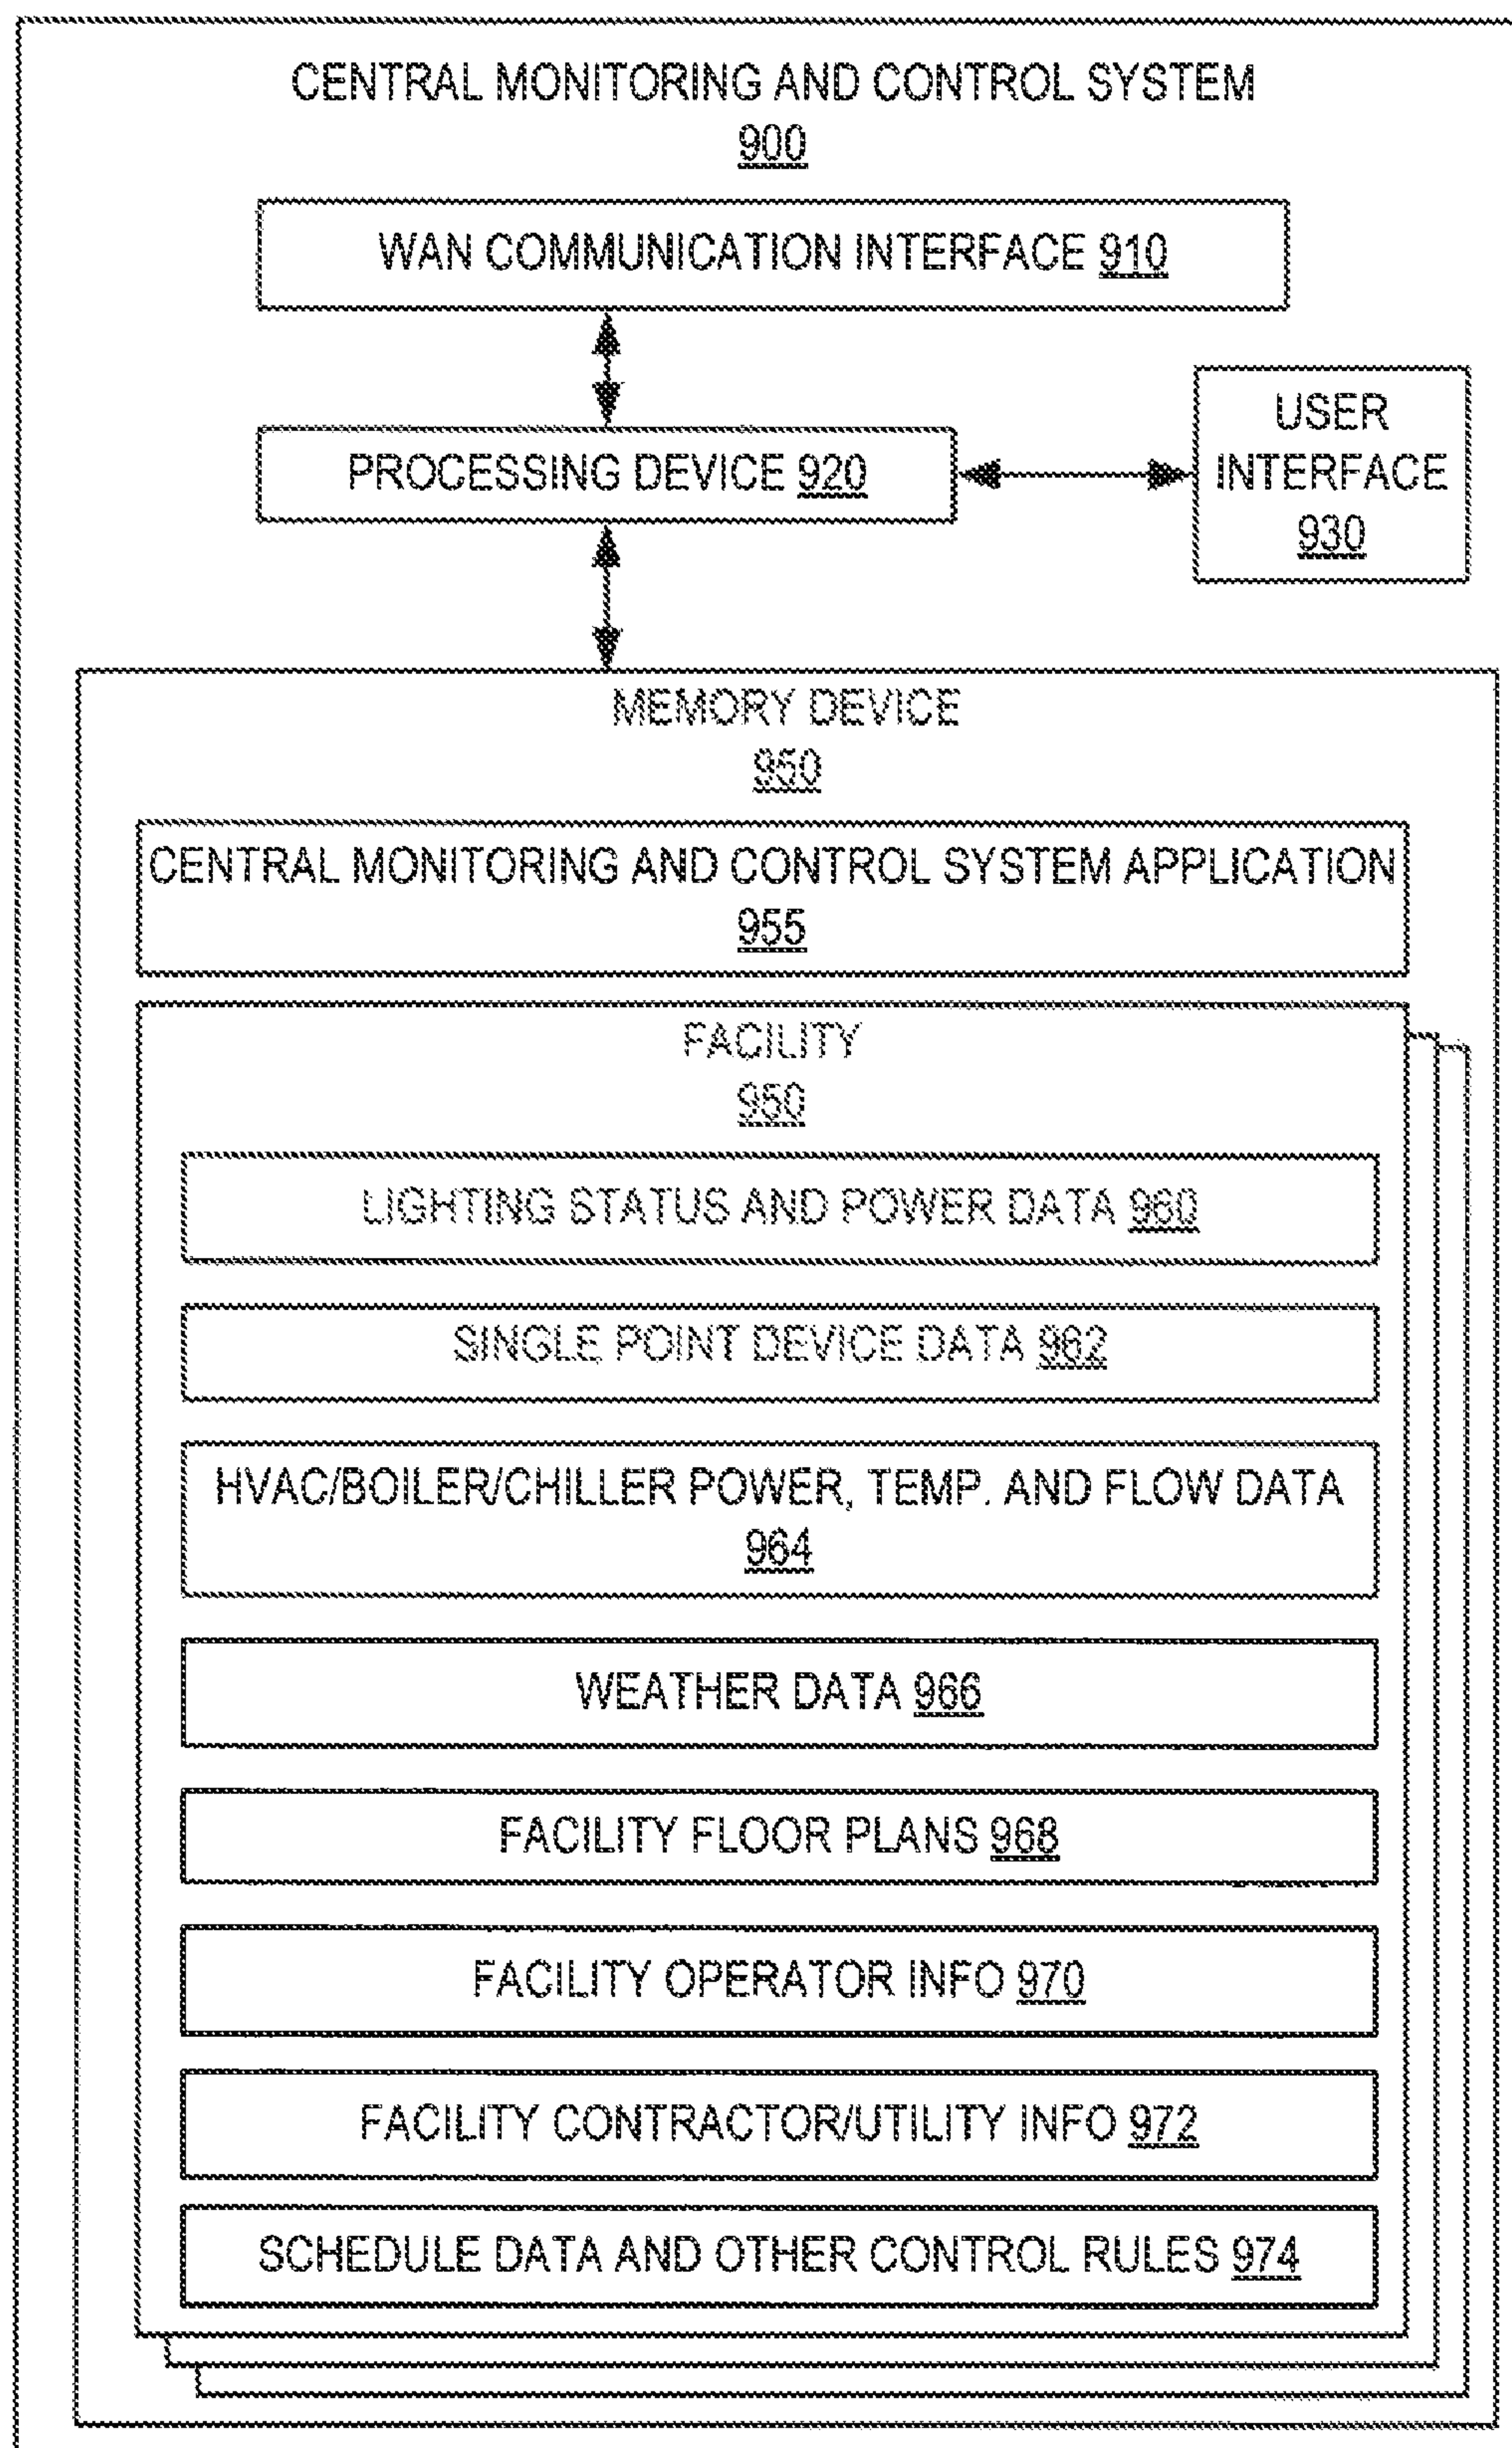 CENTRAL MONITORING AND CONTROL SYSTEM
900
WAN COMMUNICATION INTERFACE 910
PROCESSING DEVICE 920
USER
INTERFACE
930
MEMORY DEVICE
950
CENTRAL MONITORING AND CONTROL SYSTEM APPLICATION
955
FACILITY
950
LIGHTING STATUS AND POWER DATA 960
SINGLE POINT DEVICE DATA 962
HVAC/BOILER/CHILLER POWER, TEMP. AND FLOW DATA
964
WEATHER DATA 966
FACILITY FLOOR PLANS 968
FACILITY OPERATOR INFO 970
FACILITY CONTRACTOR/UTILITY INFO 972
SCHEDULE DATA AND OTHER CONTROL RULES 974